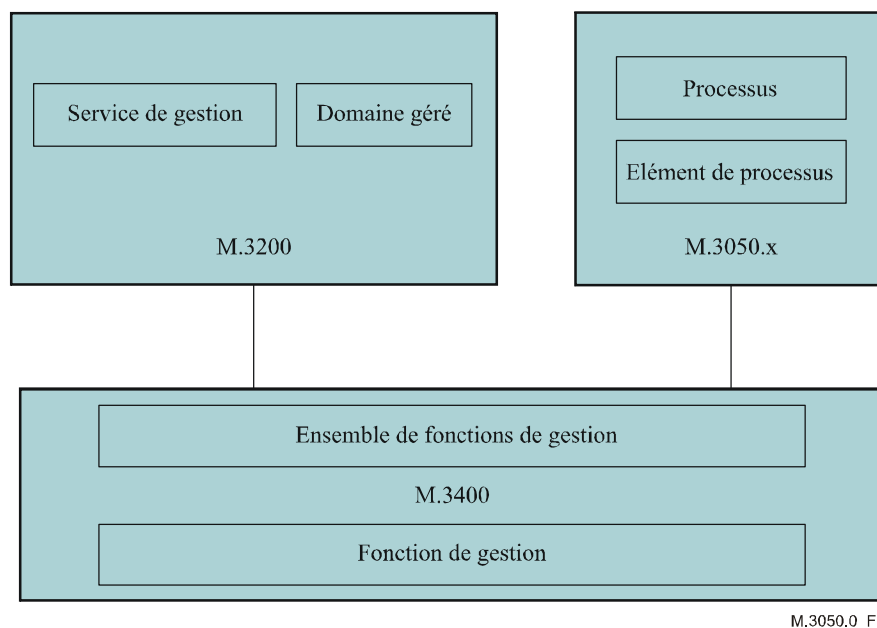 Service de gestion
Domaine géré
M.3200
Processus
Elément de processus
M.3050.x
Ensemble de fonctions de gestion
M.3400
Fonction de gestion
M.3050.0 F